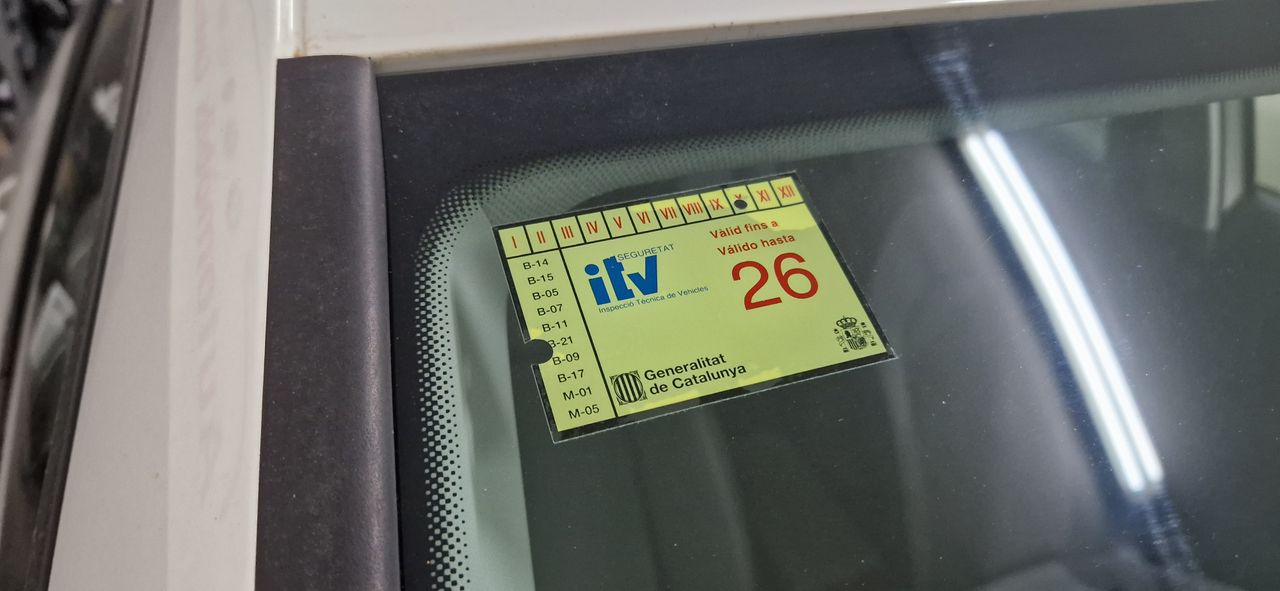 I II III IV V VI VII VIII IX X XI XII
B-14
B-15
B-05
B-07
B-11
B-21
B-09
B-17
M-01
M-05
SEGURETAT
itv
Inspecció Tècnica de Vehicles
Vàlid fins a
Válido hasta
26
Generalitat
de Catalunya